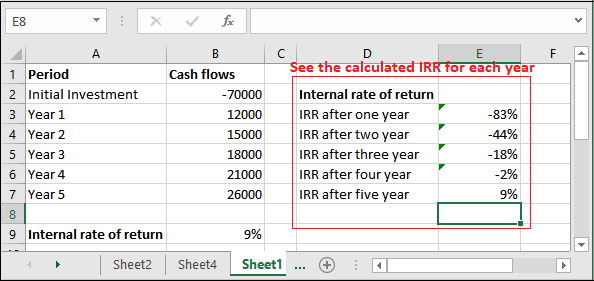 E8 fx
A B C D E F
See the calculated IRR for each year
1 Period Cash flows
2 Initial Investment -70000 Internal rate of return
3 Year 1 12000 IRR after one year -83%
4 Year 2 15000 IRR after two year -44%
5 Year 3 18000 IRR after three year -18%
6 Year 4 21000 IRR after four year -2%
7 Year 5 26000 IRR after five year 9%
8
9 Internal rate of return 9%
Sheet2 Sheet4 Sheet1 ...